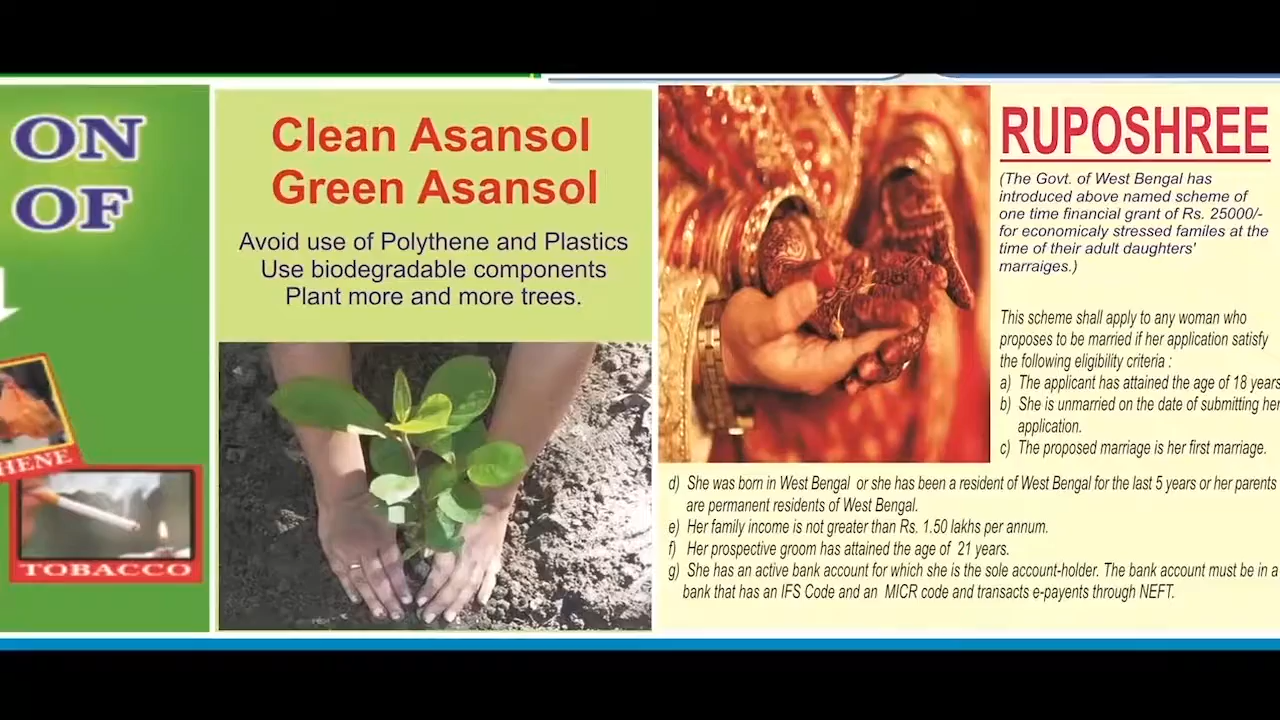 ON
OF
HENE
TOBACCO
Clean Asansol
Green Asansol
Avoid use of Polythene and Plastics
Use biodegradable components
Plant more and more trees.
RUPOSHREE
(The Govt. of West Bengal has
introduced above named scheme of
one time financial grant of Rs. 25000/-
for economicaly stressed familes at the
time of their adult daughters'
marraiges.)
This scheme shall apply to any woman who
proposes to be married if her application satisfy
the following eligibility criteria :
a) The applicant has attained the age of 18 years
b) She is unmarried on the date of submitting her
application.
c) The proposed marriage is her first marriage.
d) She was born in West Bengal or she has been a resident of West Bengal for the last 5 years or her parents
are permanent residents of West Bengal.
e) Her family income is not greater than Rs. 1.50 lakhs per annum.
f) Her prospective groom has attained the age of 21 years.
g) She has an active bank account for which she is the sole account-holder. The bank account must be in a
bank that has an IFS Code and an MICR code and transacts e-payents through NEFT.